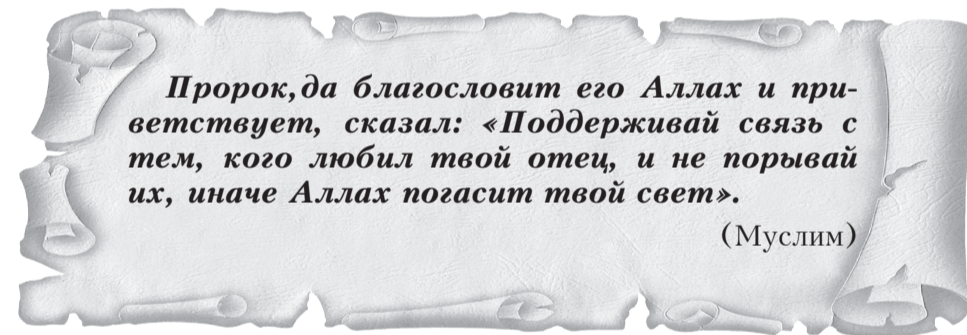 Пророк, да благословит его Аллах и при-
ветствует, сказал: «Поддерживай связь с
тем, кого любил твой отец, и не порывай
их, иначе Аллах погасит твой свет».
(Муслим)